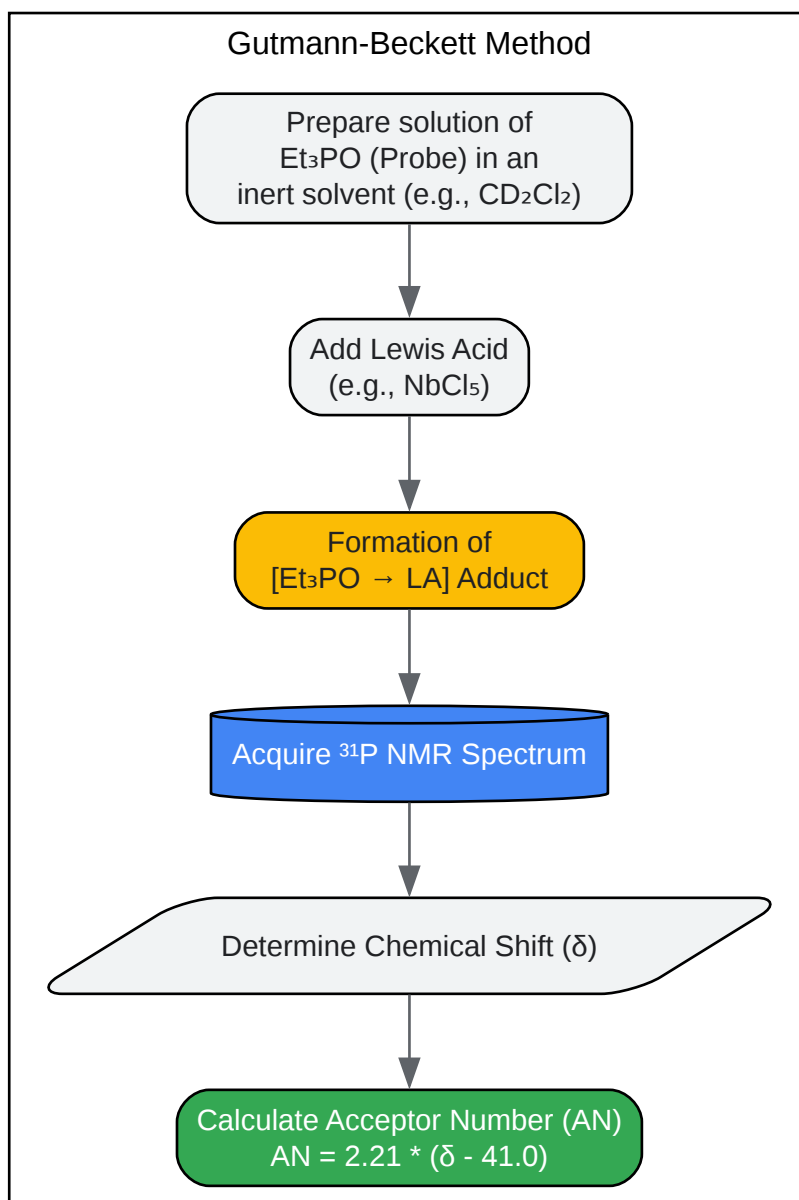 Gutmann-Beckett Method
Prepare solution of
Et₃PO (Probe) in an
inert solvent (e.g., CD₂Cl₂)
Add Lewis Acid
(e.g., NbCl₅)
Formation of
[Et₃PO → LA] Adduct
Acquire ³¹P NMR Spectrum
Determine Chemical Shift (δ)
Calculate Acceptor Number (AN)
AN = 2.21 * (δ - 41.0)